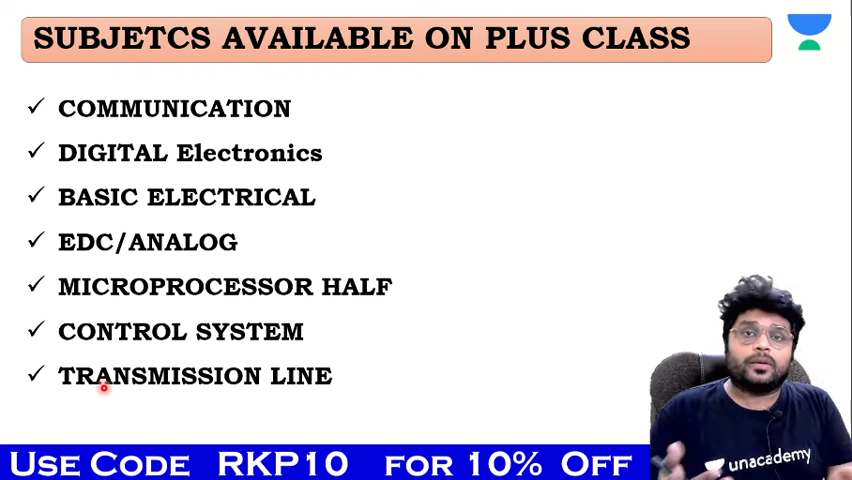 SUBJETCS AVAILABLE ON PLUS CLASS
✓ COMMUNICATION
✓ DIGITAL Electronics
✓ BASIC ELECTRICAL
✓ EDC/ANALOG
✓ MICROPROCESSOR HALF
✓ CONTROL SYSTEM
✓ TRANSMISSION LINE
USE CODE RKP10 FOR 10% OFF
unacademy